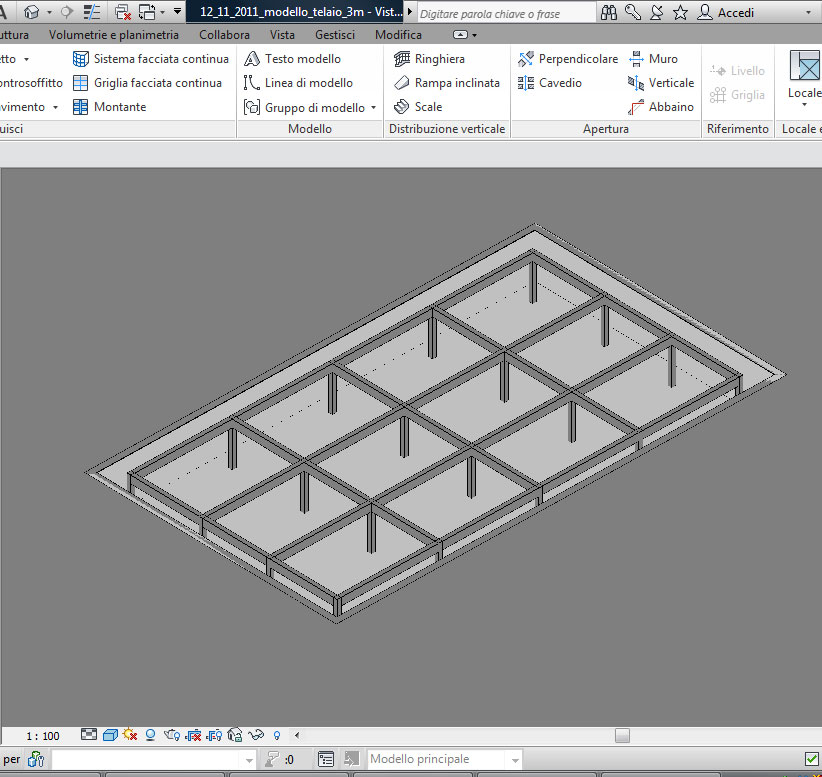 12_11_2011_modello_telaio_3m - Vist... Digitare parola chiave o frase Accedi
uttura Volumetrie e planimetria Collabora Vista Gestisci Modifica
tto Sistema facciata continua Testo modello Ringhiera Perpendicolare Muro Livello
ontrosoffitto Griglia facciata continua Linea di modello Rampa inclinata Cavedio Verticale Griglia
vimento Montante Gruppo di modello Scale Abbaino Locale
uisci Modello Distribuzione verticale Apertura Riferimento Locale e
1 : 100
per :0 Modello principale